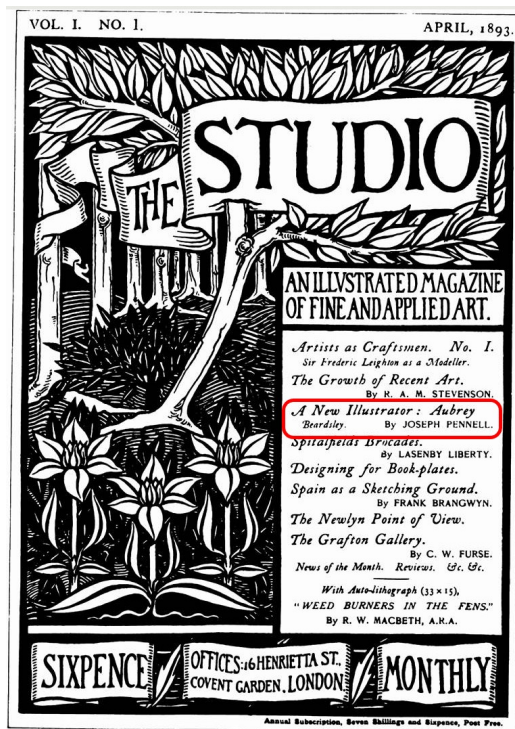 VOL. I. NO. 1.
APRIL, 1893.
THE STUDIO
AN ILLVSTRATED MAGAZINE
OF FINE AND APPLIED ART.
Artists as Craftsmen. No. I.
Sir Frederic Leighton as a Modeller.
The Growth of Recent Art.
By R. A. M. STEVENSON.
A New Illustrator: Aubrey
Beardsley. By JOSEPH PENNELL.
Spitalfields Brocades.
By LASENBY LIBERTY.
Designing for Book-plates.
Spain as a Sketching Ground.
By FRANK BRANGWYN.
The Newlyn Point of View.
The Grafton Gallery.
By C. W. FURSE.
News of the Month. Reviews. &c. &c.
With Auto-lithograph (33 × 15),
"WEED BURNERS IN THE FENS."
By R. W. MACBETH, A.R.A.
SIXPENCE
OFFICES: 16 HENRIETTA ST.,
COVENT GARDEN, LONDON
MONTHLY
Annual Subscription, Seven Shillings and Sixpence, Post Free.